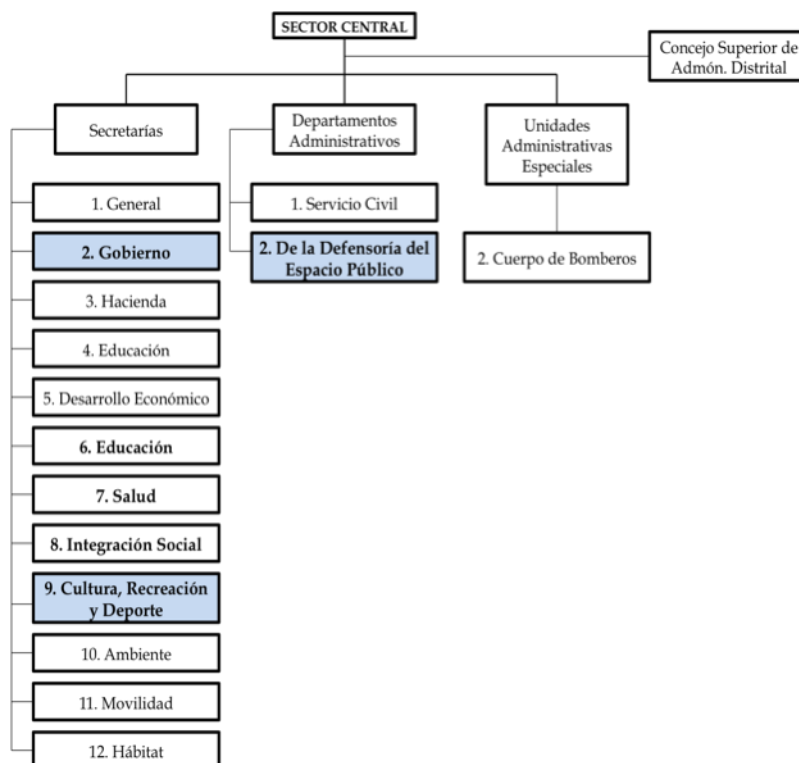 SECTOR CENTRAL
Concejo Superior de
Admón. Distrital
Secretarías
Departamentos
Administrativos
Unidades
Administrativas
Especiales
1. General
2. Gobierno
3. Hacienda
4. Educación
5. Desarrollo Económico
6. Educación
7. Salud
8. Integración Social
9. Cultura, Recreación
y Deporte
10. Ambiente
11. Movilidad
12. Hábitat
1. Servicio Civil
2. De la Defensoría del
Espacio Público
2. Cuerpo de Bomberos